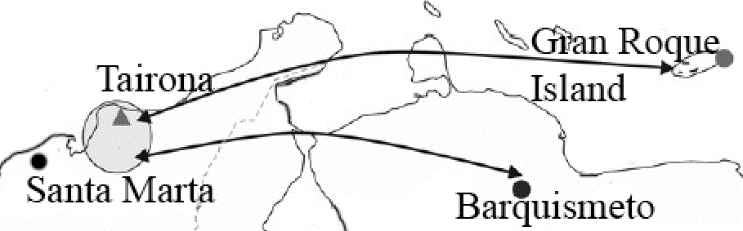 Gran Roque
Island
Tairona
Santa Marta
Barquismeto